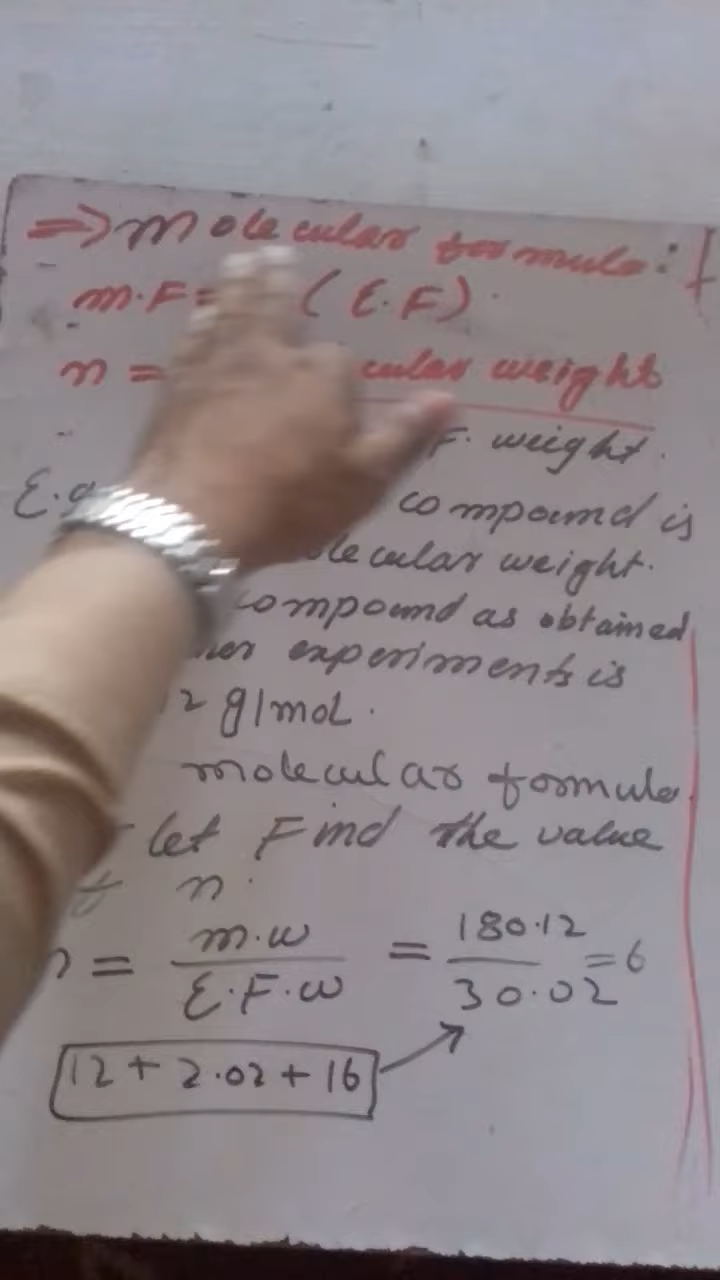 => molecular formula:
m.F= (E.F)
n = cular weight
F. weight.
E.g compound is
lecular weight.
compound as obtained
experiments is
12 g/mol.
molecular formula.
let Find the value
n.
= m.w / E.F.w = 180.12 / 30.02 = 6
12 + 2.02 + 16